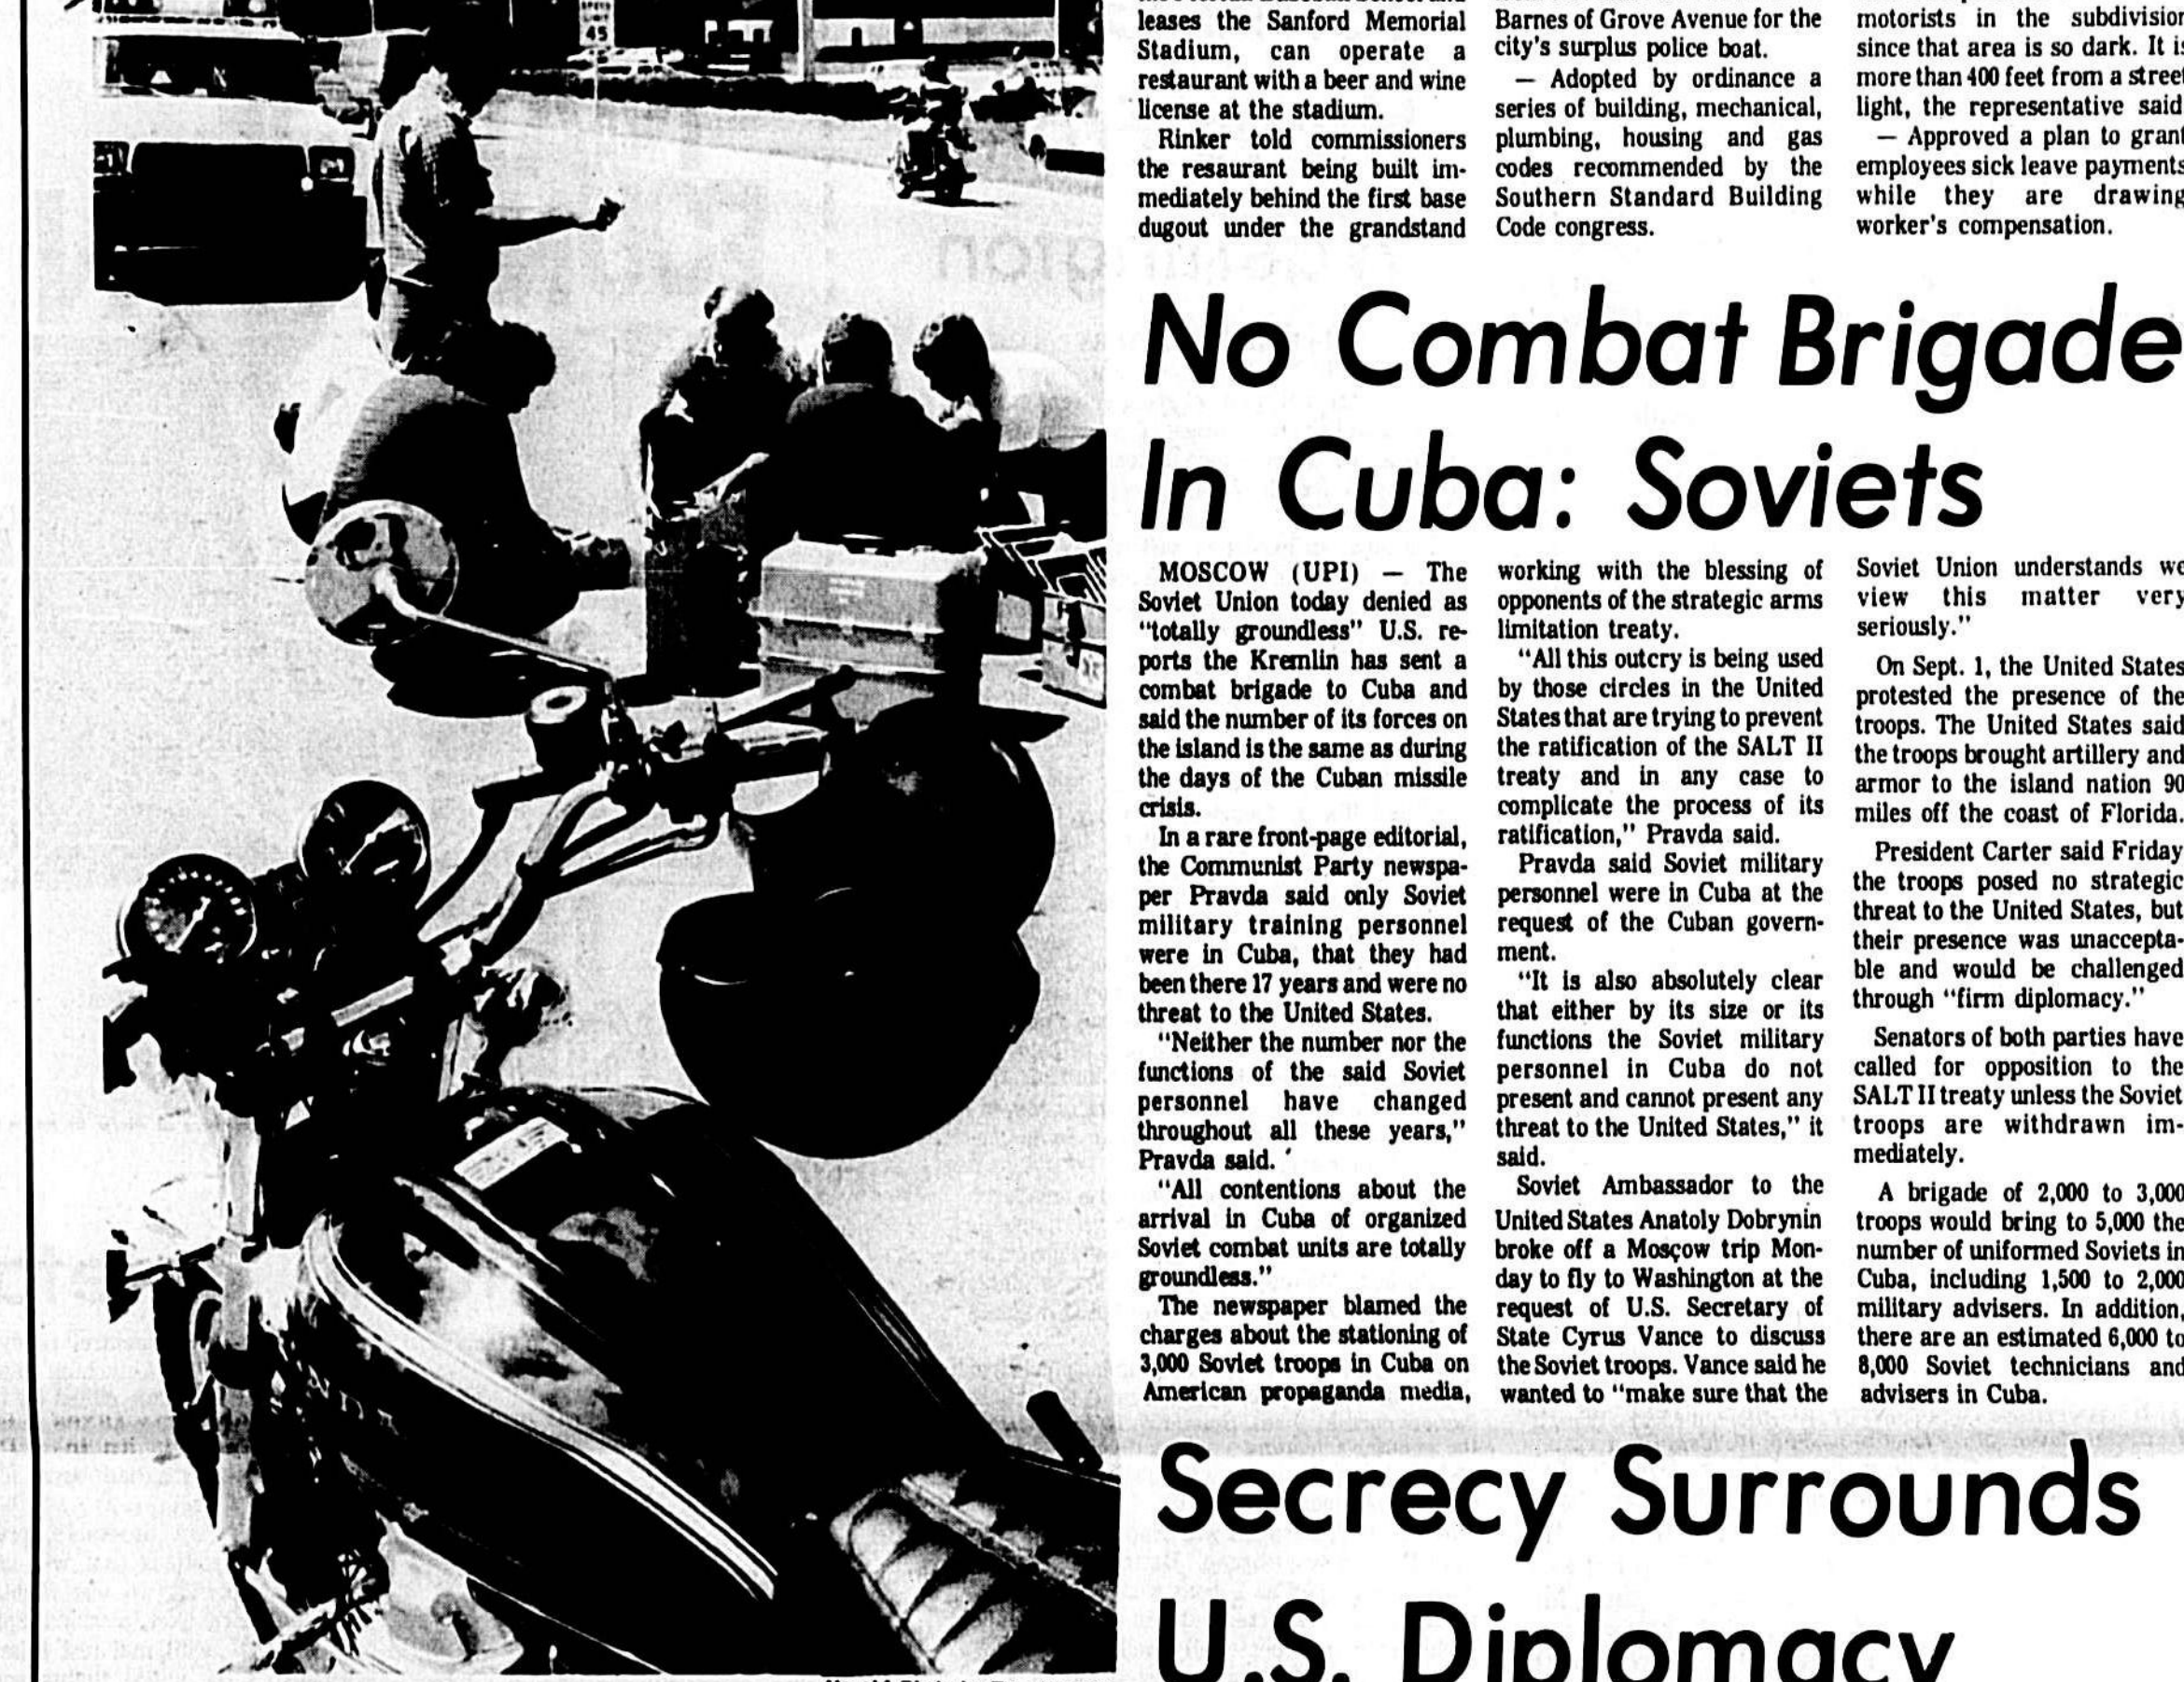 45
leases the Sanford Memorial
Stadium, can operate a
restaurant with a beer and wine
license at the stadium.
Rinker told commissioners
the resaurant being built im-
mediately behind the first base
dugout under the grandstand
Barnes of Grove Avenue for the
city's surplus police boat.
— Adopted by ordinance a
series of building, mechanical,
plumbing, housing and gas
codes recommended by the
Southern Standard Building
Code congress.
motorists in the subdivision
since that area is so dark. It is
more than 400 feet from a street
light, the representative said
— Approved a plan to grant
employees sick leave payments
while they are drawing
worker's compensation.
No Combat Brigade
In Cuba: Soviets
MOSCOW (UPI) — The
Soviet Union today denied as
"totally groundless" U.S. re-
ports the Kremlin has sent a
combat brigade to Cuba and
said the number of its forces on
the island is the same as during
the days of the Cuban missile
crisis.
In a rare front-page editorial,
the Communist Party newspa-
per Pravda said only Soviet
military training personnel
were in Cuba, that they had
been there 17 years and were no
threat to the United States.
"Neither the number nor the
functions of the said Soviet
personnel have changed
throughout all these years,"
Pravda said.
"All contentions about the
arrival in Cuba of organized
Soviet combat units are totally
groundless."
The newspaper blamed the
charges about the stationing of
3,000 Soviet troops in Cuba on
American propaganda media,
working with the blessing of
opponents of the strategic arms
limitation treaty.
"All this outcry is being used
by those circles in the United
States that are trying to prevent
the ratification of the SALT II
treaty and in any case to
complicate the process of its
ratification," Pravda said.
Pravda said Soviet military
personnel were in Cuba at the
request of the Cuban govern-
ment.
"It is also absolutely clear
that either by its size or its
functions the Soviet military
personnel in Cuba do not
present and cannot present any
threat to the United States," it
said.
Soviet Ambassador to the
United States Anatoly Dobrynin
broke off a Moscow trip Mon-
day to fly to Washington at the
request of U.S. Secretary of
State Cyrus Vance to discuss
the Soviet troops. Vance said he
wanted to "make sure that the
Soviet Union understands we
view this matter very
seriously."
On Sept. 1, the United States
protested the presence of the
troops. The United States said
the troops brought artillery and
armor to the island nation 90
miles off the coast of Florida.
President Carter said Friday
the troops posed no strategic
threat to the United States, but
their presence was unaccepta-
ble and would be challenged
through "firm diplomacy."
Senators of both parties have
called for opposition to the
SALT II treaty unless the Soviet
troops are withdrawn im-
mediately.
A brigade of 2,000 to 3,000
troops would bring to 5,000 the
number of uniformed Soviets in
Cuba, including 1,500 to 2,000
military advisers. In addition,
there are an estimated 6,000 to
8,000 Soviet technicians and
advisers in Cuba.
Secrecy Surrounds
U.S. Diplomacy